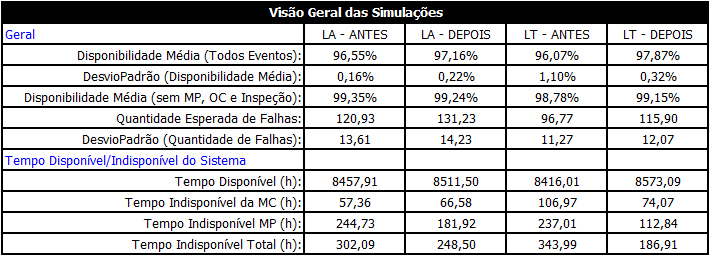 Visão Geral das Simulações
Geral LA - ANTES LA - DEPOIS LT - ANTES LT - DEPOIS
Disponibilidade Média (Todos Eventos): 96,55% 97,16% 96,07% 97,87%
DesvioPadrão (Disponibilidade Média): 0,16% 0,22% 1,10% 0,32%
Disponibilidade Média (sem MP, OC e Inspeção): 99,35% 99,24% 98,78% 99,15%
Quantidade Esperada de Falhas: 120,93 131,23 96,77 115,90
DesvioPadrão (Quantidade de Falhas): 13,61 14,23 11,27 12,07
Tempo Disponível/Indisponível do Sistema
Tempo Disponível (h): 8457,91 8511,50 8416,01 8573,09
Tempo Indisponível da MC (h): 57,36 66,58 106,97 74,07
Tempo Indisponível MP (h): 244,73 181,92 237,01 112,84
Tempo Indisponível Total (h): 302,09 248,50 343,99 186,91